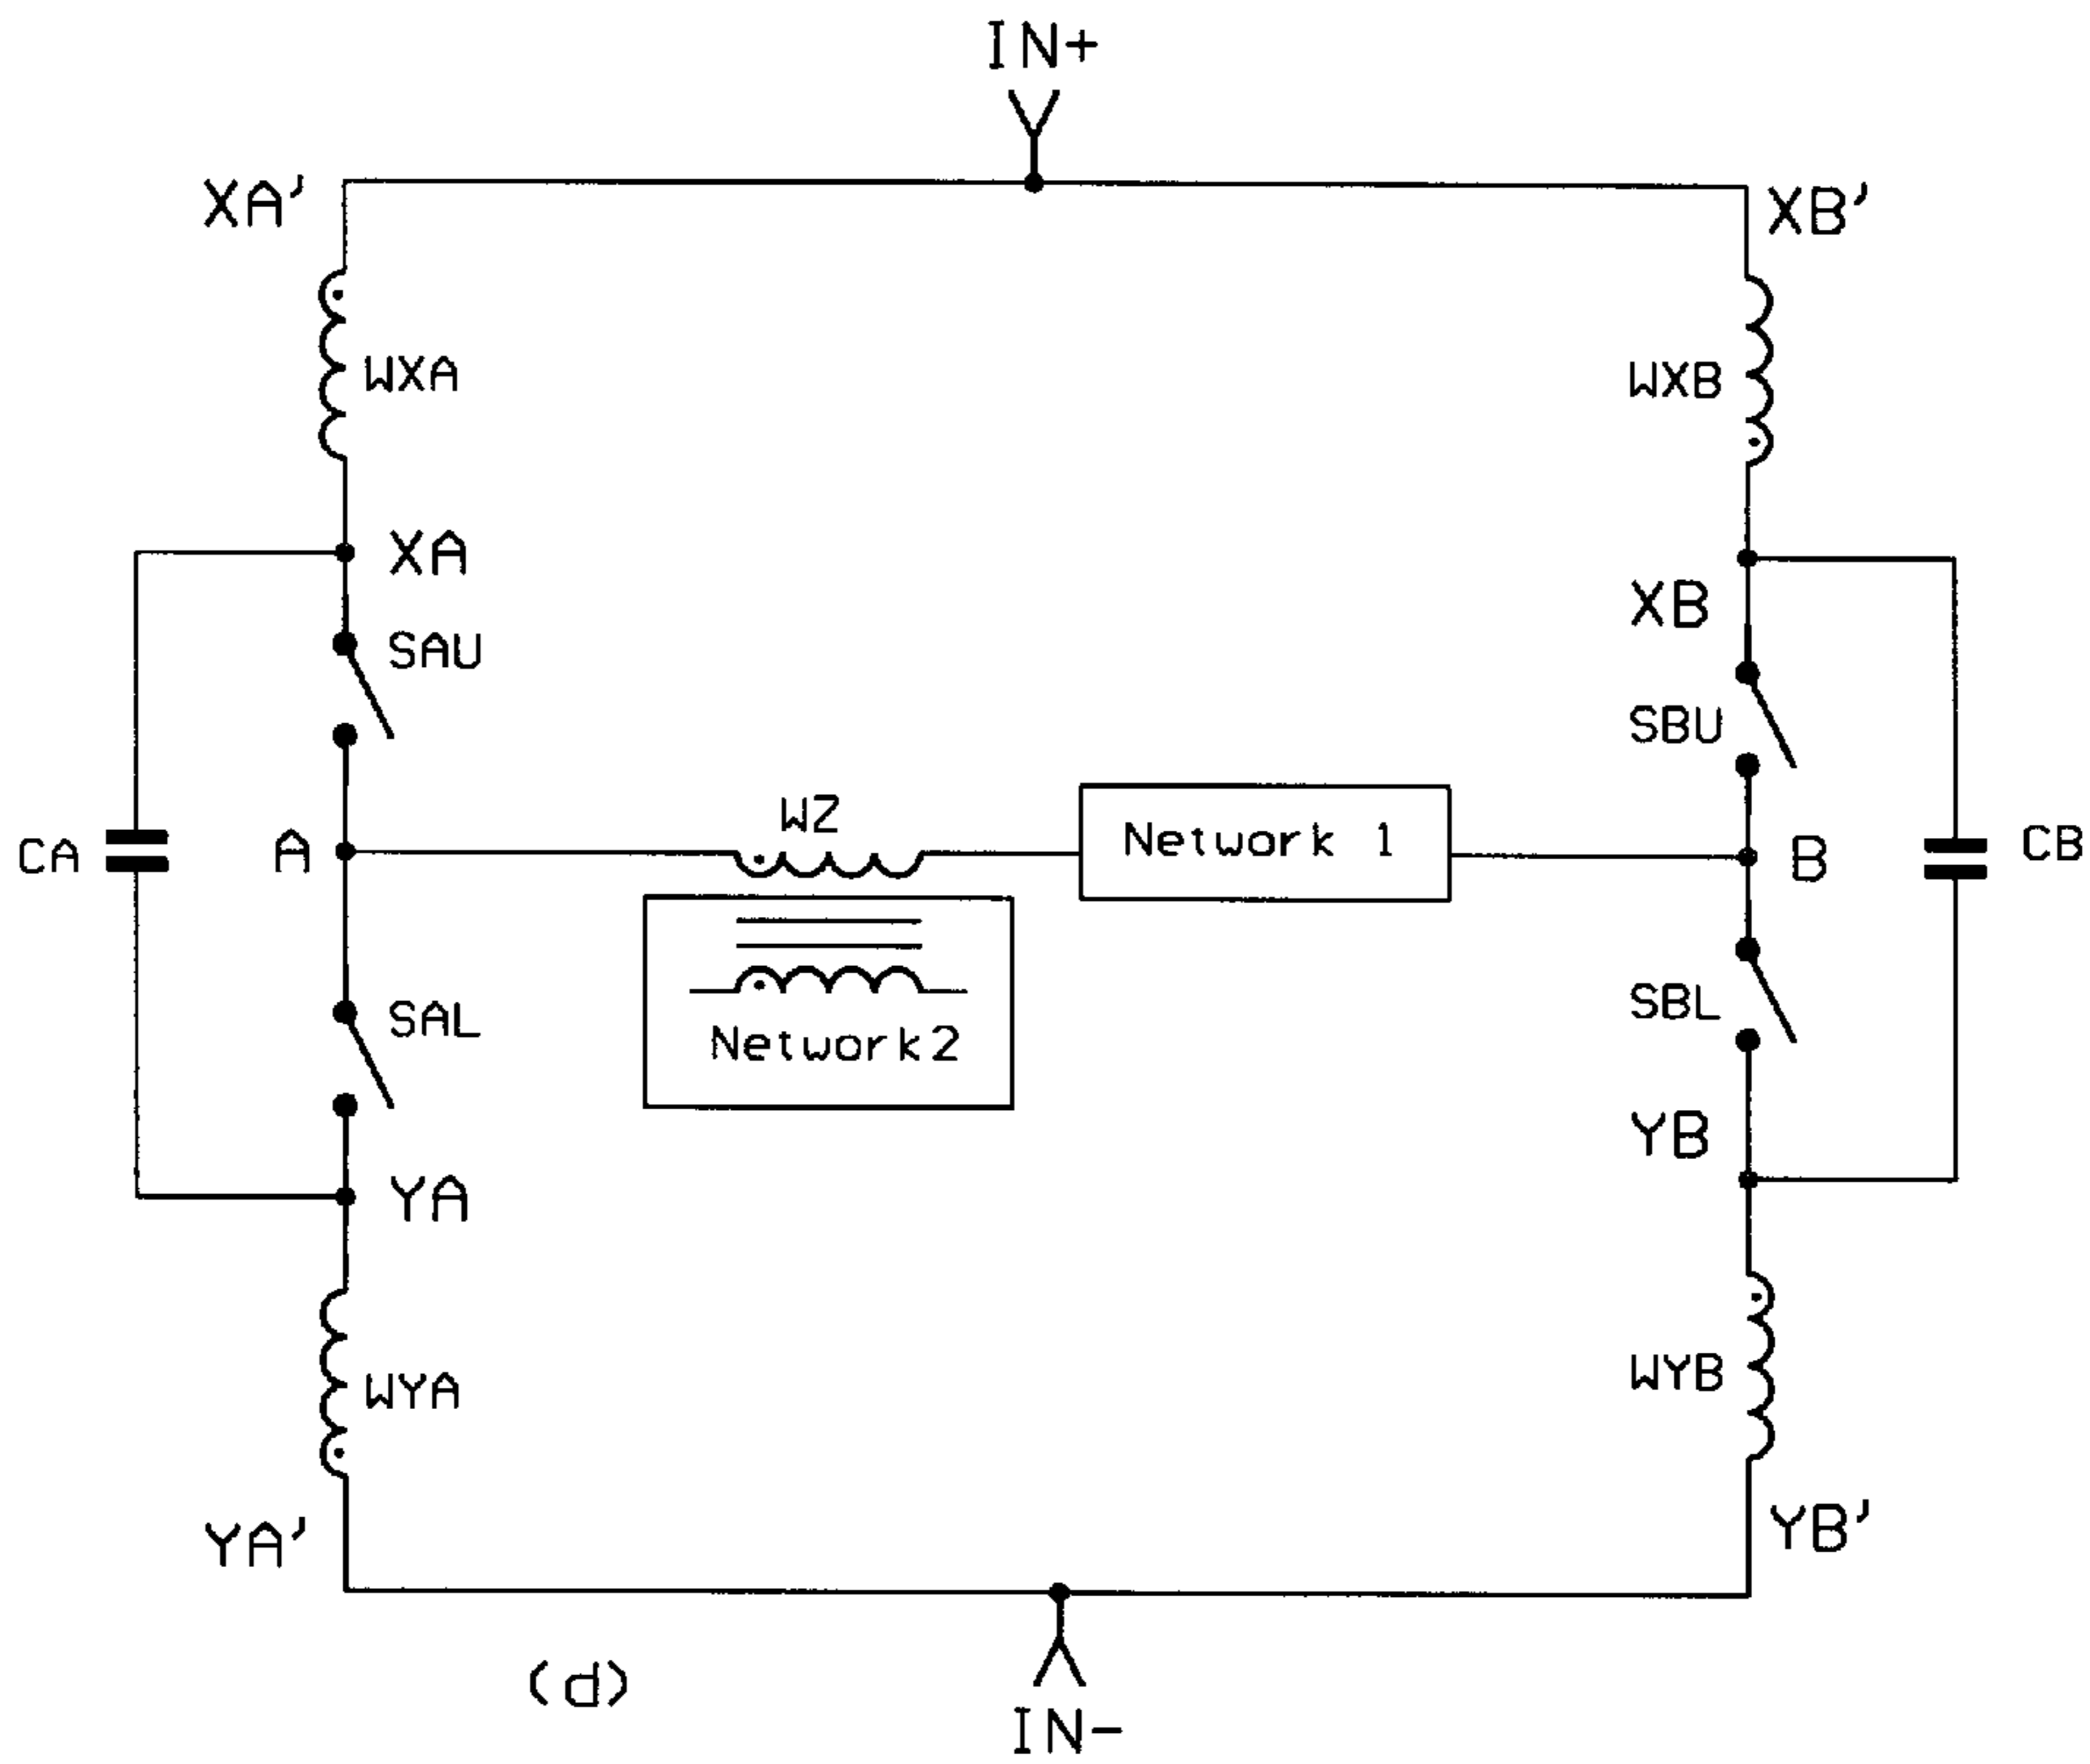 IN+
XA'
XB'
WXA
WXB
XA
XB
SAU
SBU
WZ
Network 1
CA
A
B
CB
SAL
SBL
Network2
YA
YB
WYA
WYB
YA'
YB'
(d)
IN-